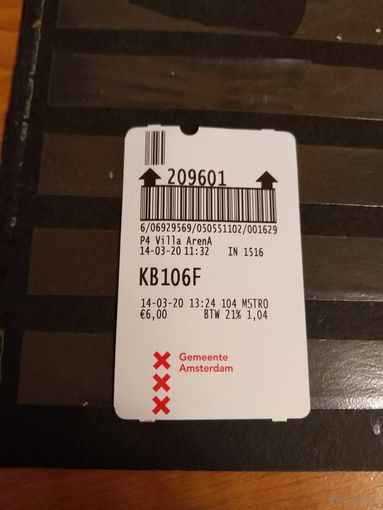 209601
6/06929569/050551102/001629
P4 Villa ArenA
14-03-20 11:32 IN 1516
KB106F
14-03-20 13:24 104 MSTRO
€6,00 BTW 21% 1,04
Gemeente
Amsterdam